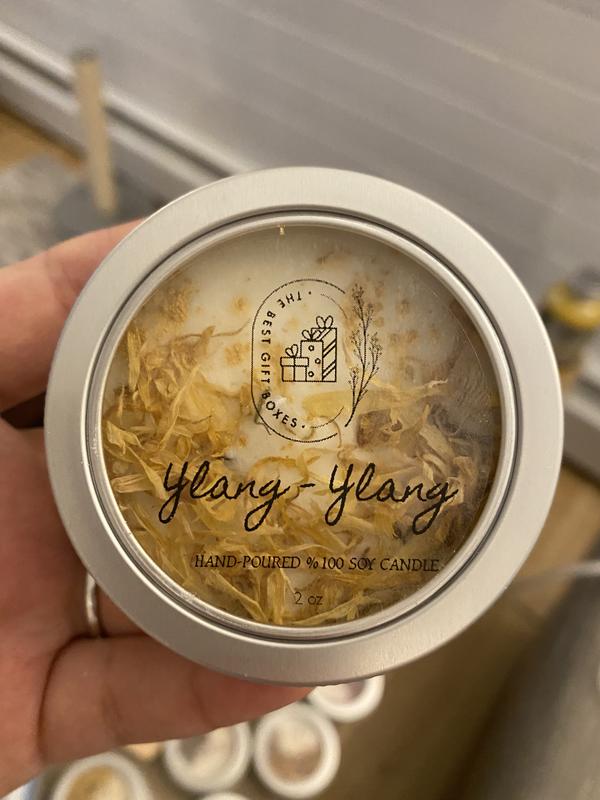 · THE BEST GIFT BOXES ·
Ylang-Ylang
HAND-POURED %100 SOY CANDLE
2 oz